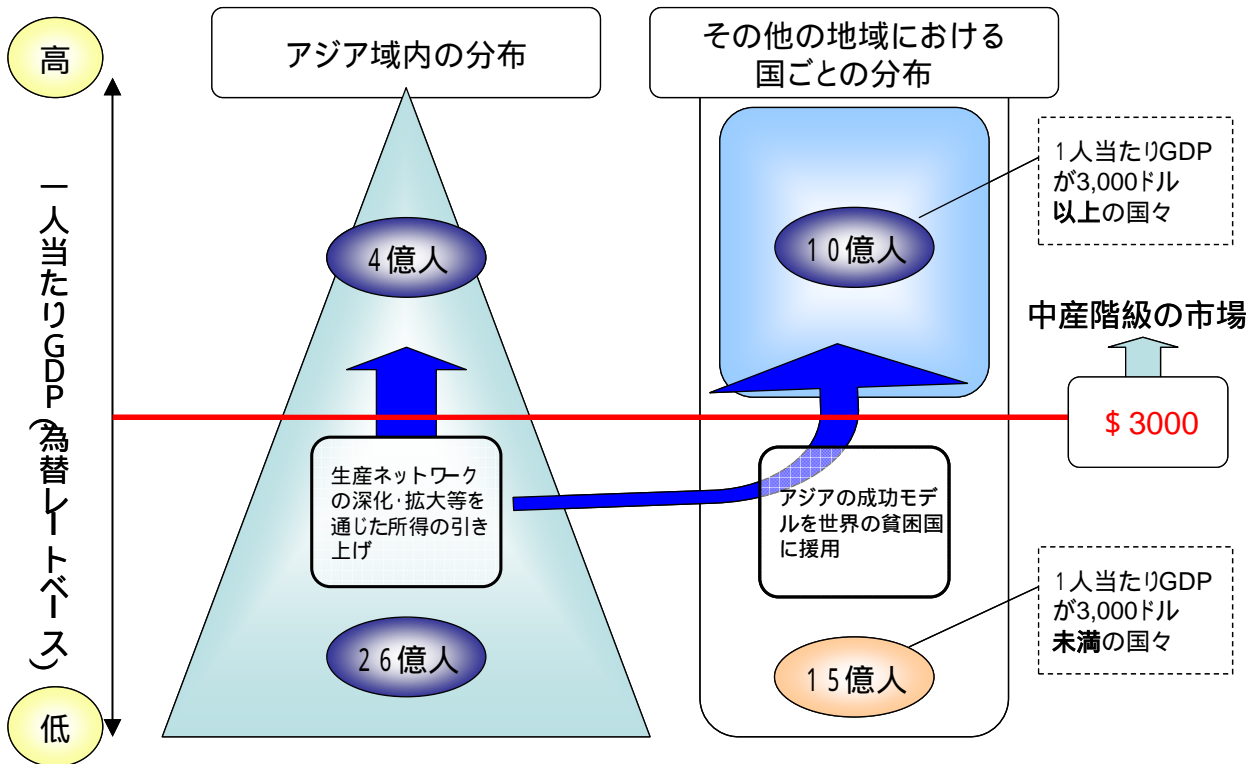 高
アジア域内の分布
その他の地域における
国ごとの分布
一人当たりGDP(為替レートベース)
4億人
10億人
1人当たりGDP
が3,000ドル
以上の国々
中産階級の市場
$3000
生産ネットワーク
の深化・拡大等を
通じた所得の引き
上げ
アジアの成功モデ
ルを世界の貧困国
に援用
1人当たりGDP
が3,000ドル
未満の国々
26億人
15億人
低